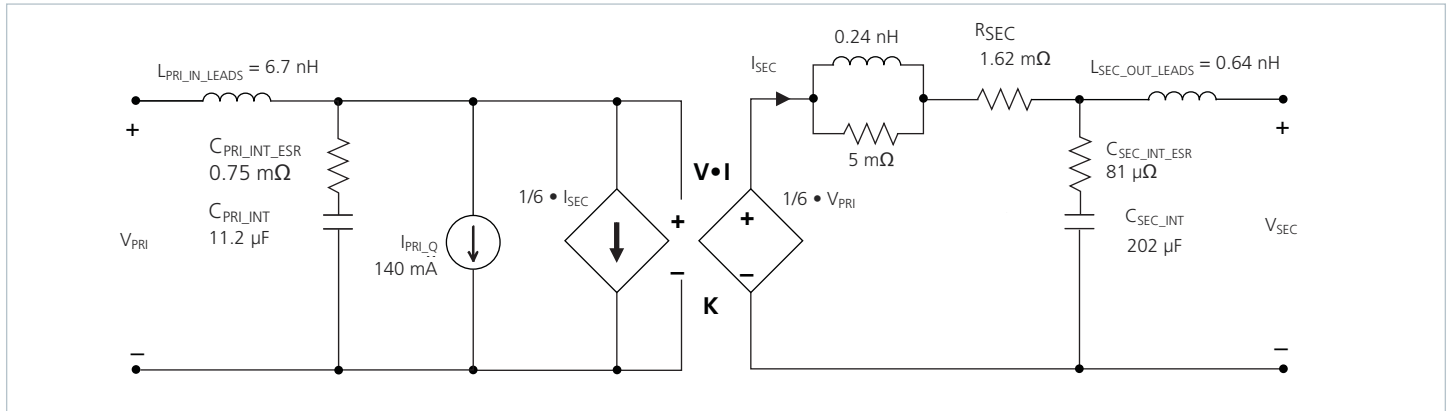 L_PRI_IN_LEADS = 6.7 nH
+
C_PRI_INT_ESR
0.75 mΩ
C_PRI_INT
11.2 µF
V_PRI
–
I_PRI_Q
140 mA
1/6 • I_SEC
V•I
+
–
K
+
–
1/6 • V_PRI
I_SEC
0.24 nH
5 mΩ
R_SEC
1.62 mΩ
L_SEC_OUT_LEADS = 0.64 nH
+
C_SEC_INT_ESR
81 µΩ
C_SEC_INT
202 µF
V_SEC
–